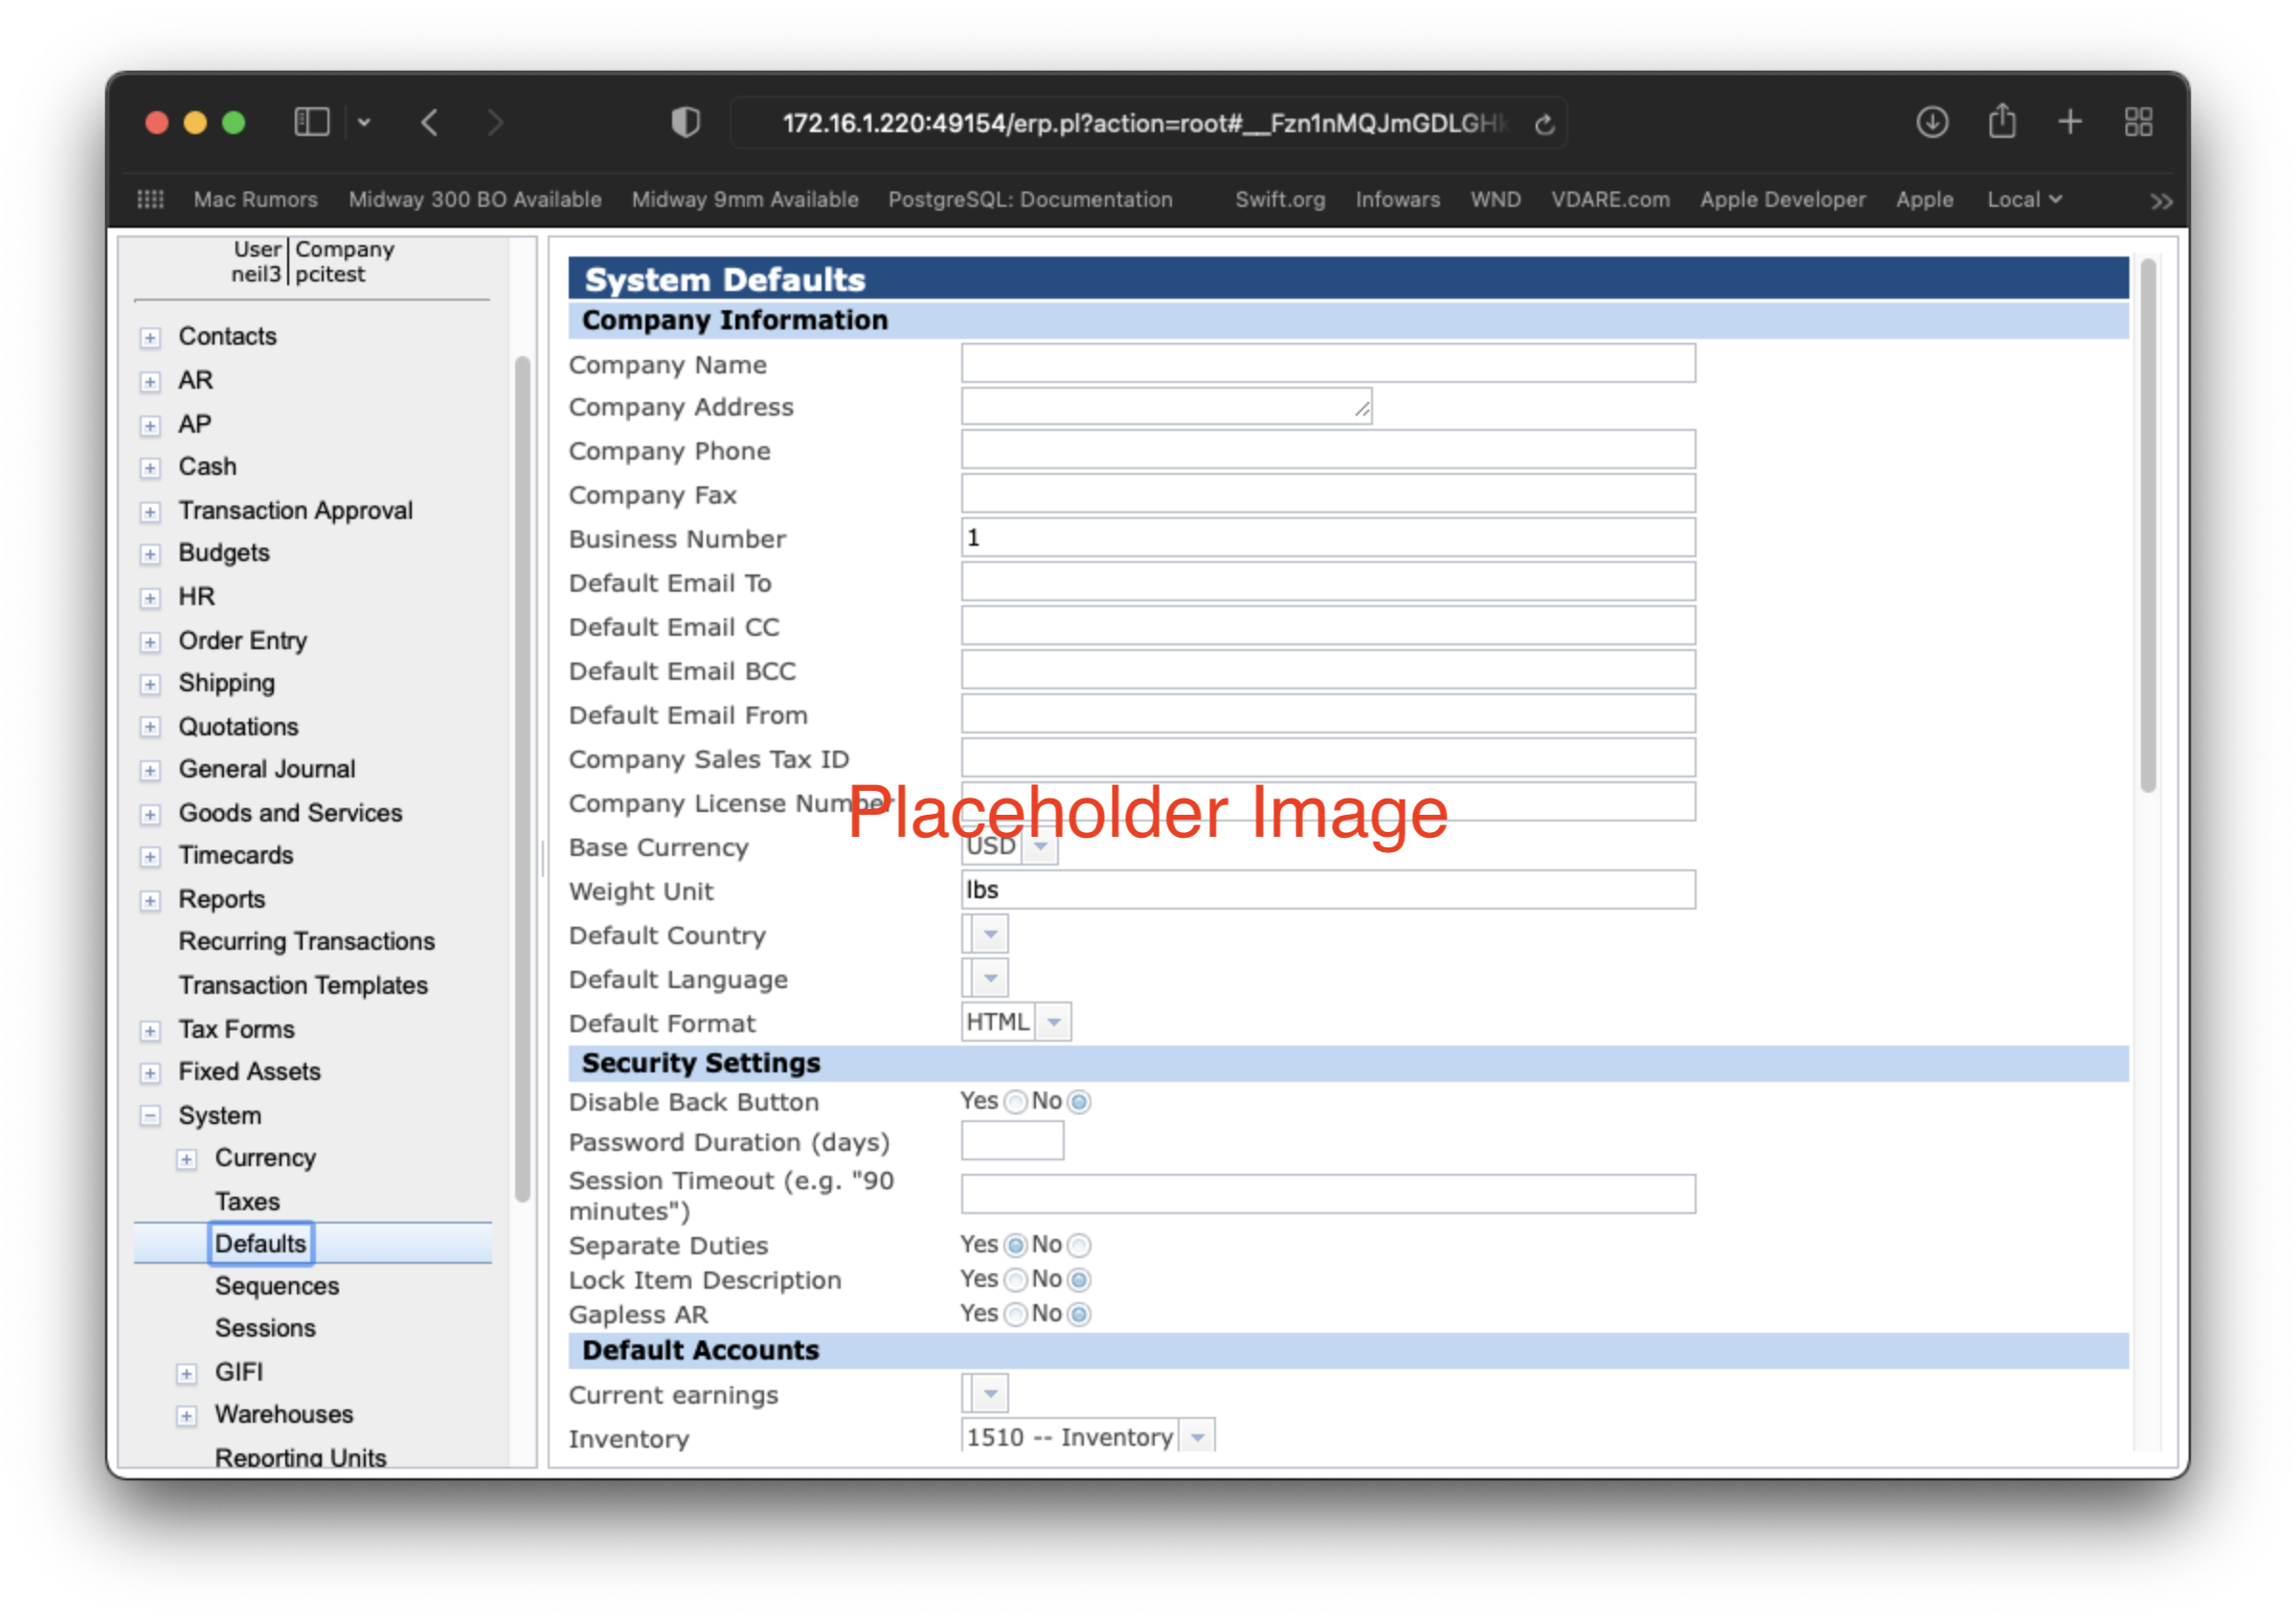 172.16.1.220:49154/erp.pl?action=root#__Fzn1nMQJmGDLGH
Mac Rumors Midway 300 BO Available Midway 9mm Available PostgreSQL: Documentation Swift.org Infowars WND VDARE.com Apple Developer Apple Local
User Company
neil3 pcitest
Contacts
AR
AP
Cash
Transaction Approval
Budgets
HR
Order Entry
Shipping
Quotations
General Journal
Goods and Services
Timecards
Reports
Recurring Transactions
Transaction Templates
Tax Forms
Fixed Assets
System
Currency
Taxes
Defaults
Sequences
Sessions
GIFI
Warehouses
Reporting Units
System Defaults
Company Information
Company Name
Company Address
Company Phone
Company Fax
Business Number 1
Default Email To
Default Email CC
Default Email BCC
Default Email From
Company Sales Tax ID
Company License Number
Placeholder Image
Base Currency USD
Weight Unit lbs
Default Country
Default Language
Default Format HTML
Security Settings
Disable Back Button Yes No
Password Duration (days)
Session Timeout (e.g. "90
minutes")
Separate Duties Yes No
Lock Item Description Yes No
Gapless AR Yes No
Default Accounts
Current earnings
Inventory 1510 -- Inventory